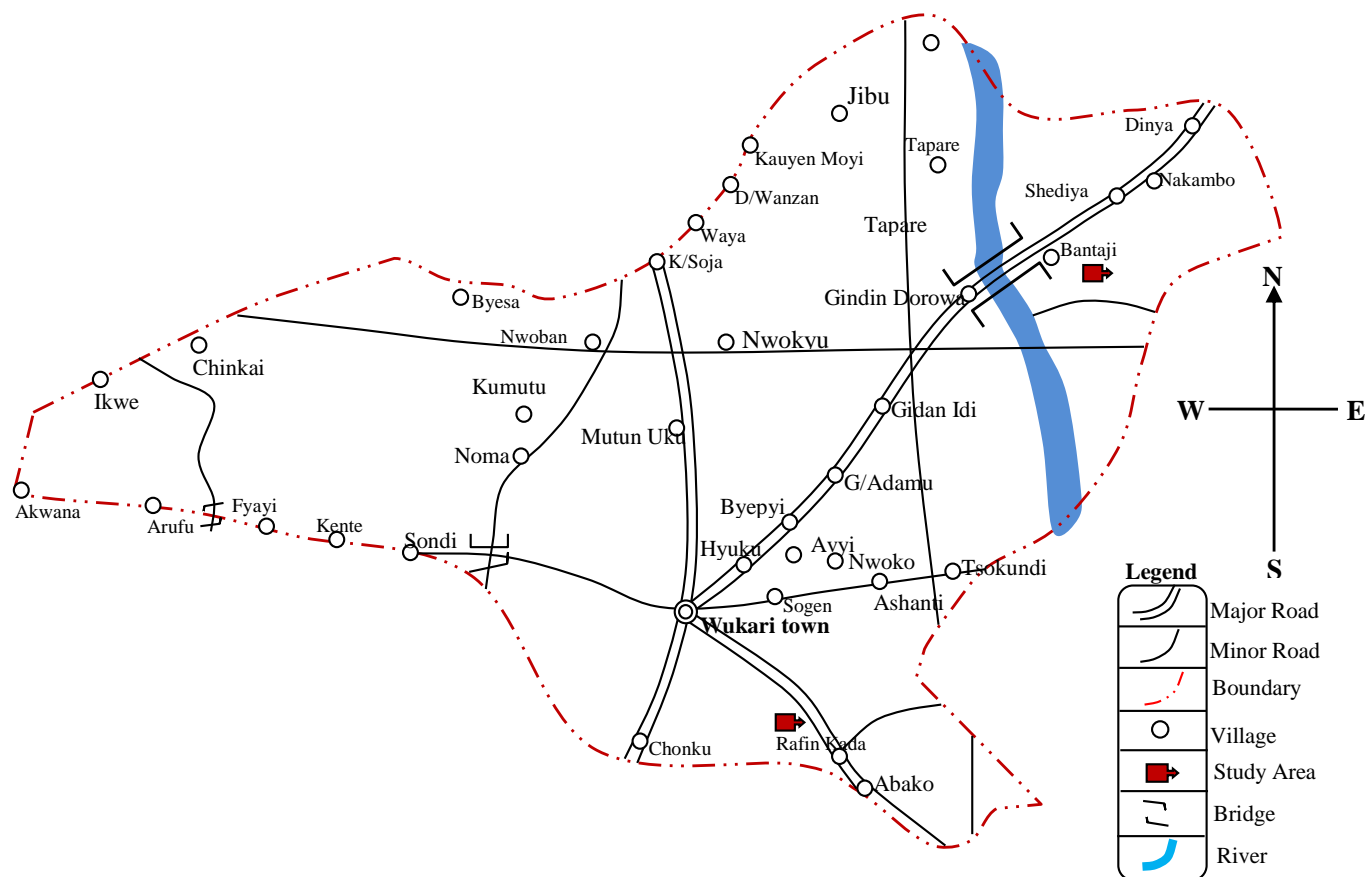 Jibu
Dinya
Tapare
Kauyen Moyi
Nakambo
D/Wanzan
Shediya
Tapare
Waya
Bantaji
K/Soja
N
Gindin Dorowa
Byesa
Nwoban
Nwokyu
Chinkai
Ikwe
Kumutu
Gidan Idi
W
E
Mutun Uku
Noma
G/Adamu
Akwana
Arufu
Fyayi
Byepyi
Kente
Sondi
Hyuku
Avyi
Nwoko
Tsokundi
S
Legend
Sogen
Ashanti
Major Road
Wukari town
Minor Road
Boundary
Village
Chonku
Rafin Kada
Study Area
Abako
Bridge
River